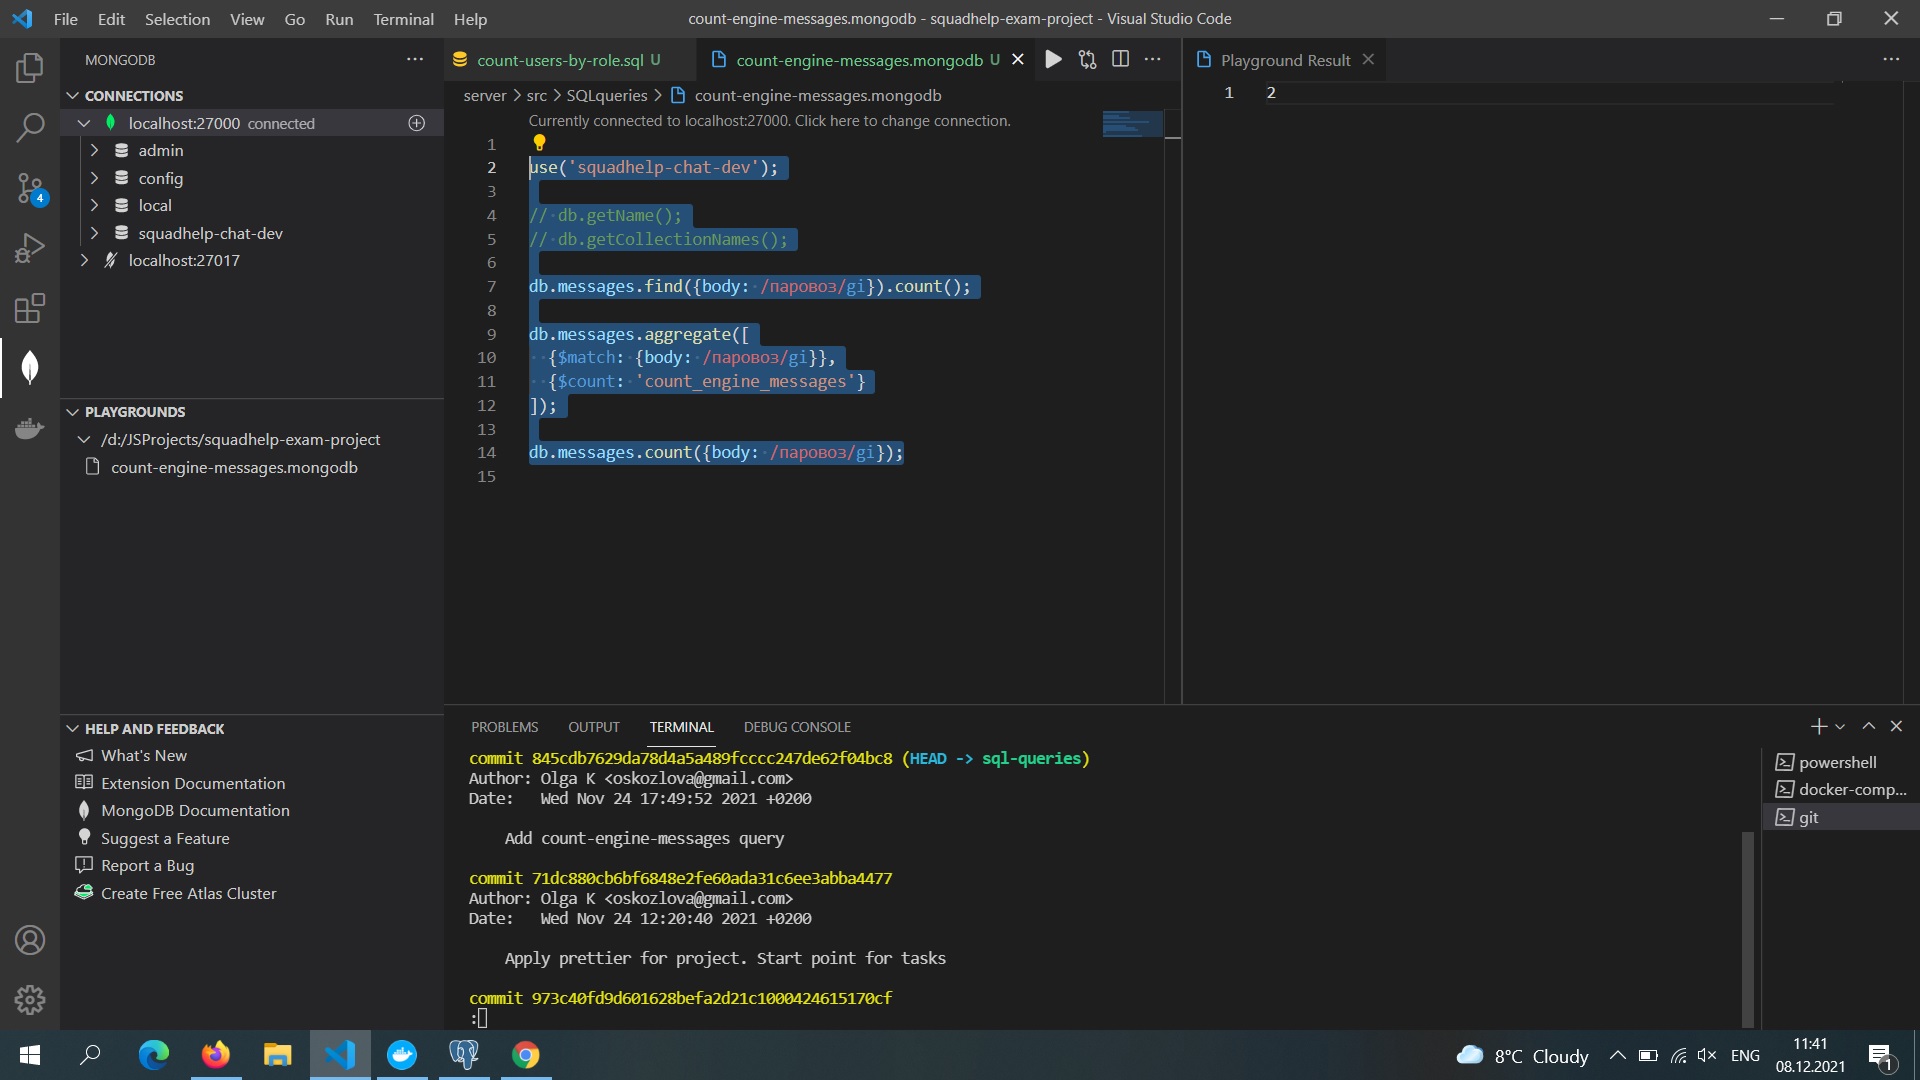 File Edit Selection View Go Run Terminal Help
count-engine-messages.mongodb - squadhelp-exam-project - Visual Studio Code
MONGODB
CONNECTIONS
localhost:27000 connected
admin
config
local
squadhelp-chat-dev
localhost:27017
PLAYGROUNDS
/d:/JSProjects/squadhelp-exam-project
count-engine-messages.mongodb
HELP AND FEEDBACK
What's New
Extension Documentation
MongoDB Documentation
Suggest a Feature
Report a Bug
Create Free Atlas Cluster
4
count-users-by-role.sql U
count-engine-messages.mongodb U
server > src > SQLqueries > count-engine-messages.mongodb
Currently connected to localhost:27000. Click here to change connection.
1
2 use('squadhelp-chat-dev');
3
4 // db.getName();
5 // db.getCollectionNames();
6
7 db.messages.find({body: /паровоз/gi}).count();
8
9 db.messages.aggregate([
10 {$match: {body: /паровоз/gi}},
11 {$count: 'count_engine_messages'}
12 ]);
13
14 db.messages.count({body: /паровоз/gi});
15
Playground Result
1 2
PROBLEMS OUTPUT TERMINAL DEBUG CONSOLE
commit 845cdb7629da78d4a5a489fcccc247de62f04bc8 (HEAD -> sql-queries)
Author: Olga K <oskozlova@gmail.com>
Date: Wed Nov 24 17:49:52 2021 +0200
Add count-engine-messages query
commit 71dc880cb6bf6848e2fe60ada31c6ee3abba4477
Author: Olga K <oskozlova@gmail.com>
Date: Wed Nov 24 12:20:40 2021 +0200
Apply prettier for project. Start point for tasks
commit 973c40fd9d601628befa2d21c1000424615170cf
:
powershell
docker-comp...
git
8°C Cloudy
ENG
11:41
08.12.2021
1